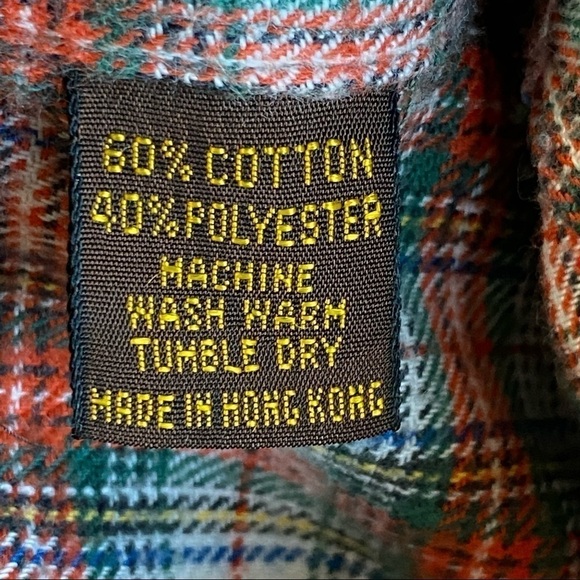 60% COTTON
40% POLYESTER
MACHINE
WASH WARM
TUMBLE DRY
MADE IN HONG KONG